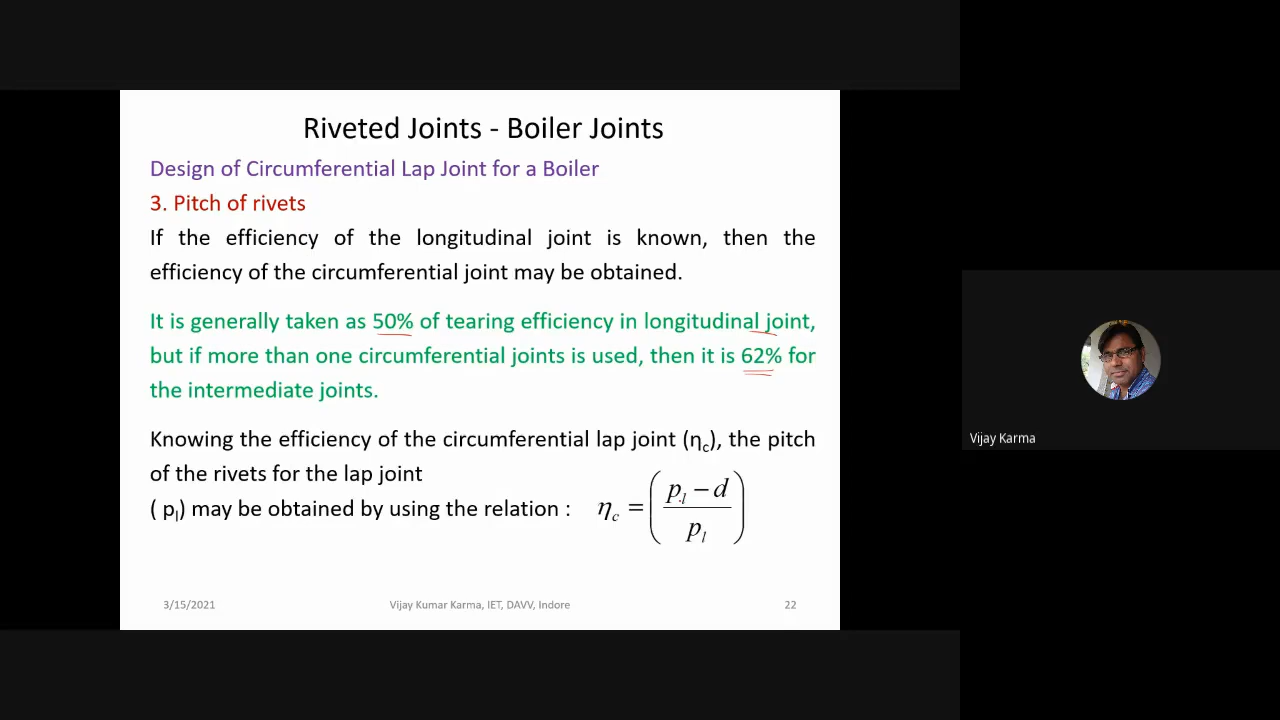 Riveted Joints - Boiler Joints
Design of Circumferential Lap Joint for a Boiler
3. Pitch of rivets
If the efficiency of the longitudinal joint is known, then the
efficiency of the circumferential joint may be obtained.
It is generally taken as 50% of tearing efficiency in longitudinal joint,
but if more than one circumferential joints is used, then it is 62% for
the intermediate joints.
Knowing the efficiency of the circumferential lap joint (ηc), the pitch
of the rivets for the lap joint
( pl) may be obtained by using the relation : ηc = (pl − d / pl)
3/15/2021 Vijay Kumar Karma, IET, DAVV, Indore 22
Vijay Karma